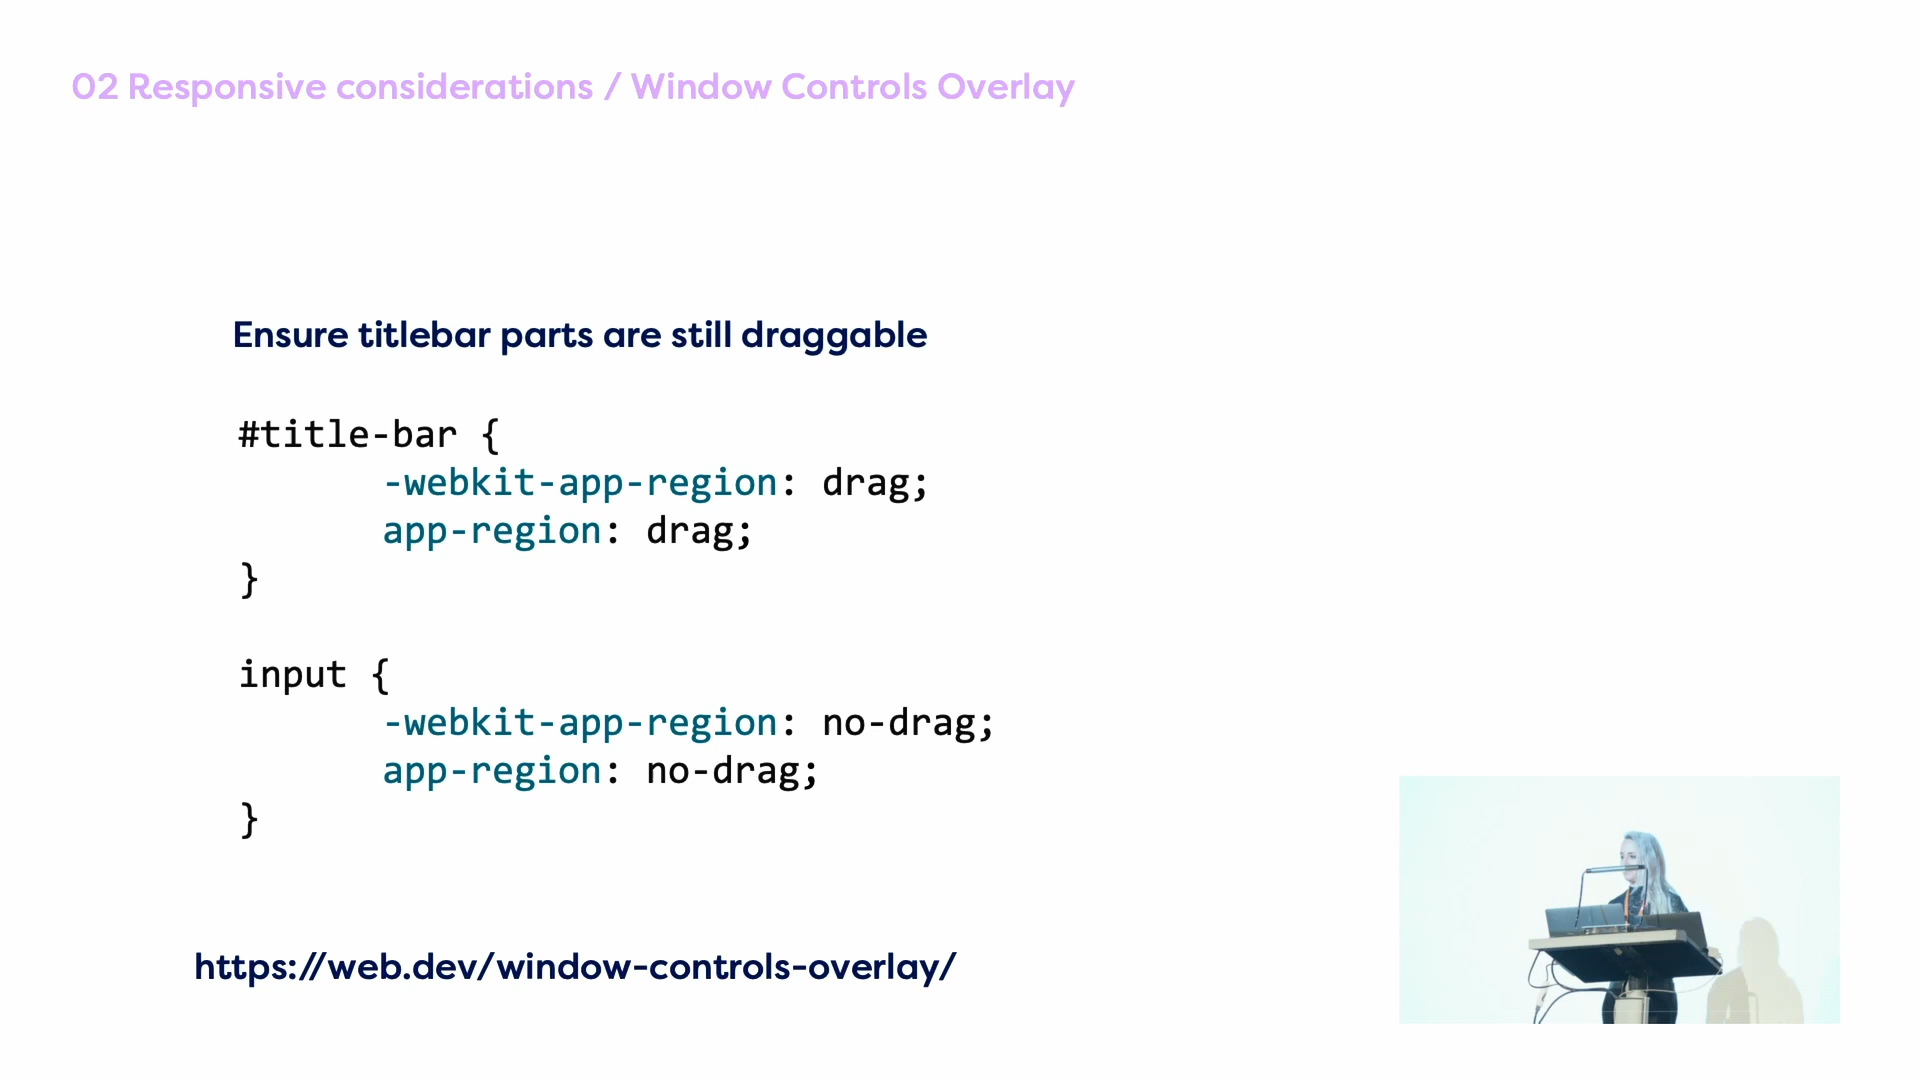 02 Responsive considerations / Window Controls Overlay
Ensure titlebar parts are still draggable
#title-bar {
-webkit-app-region: drag;
app-region: drag;
}
input {
-webkit-app-region: no-drag;
app-region: no-drag;
}
https://web.dev/window-controls-overlay/